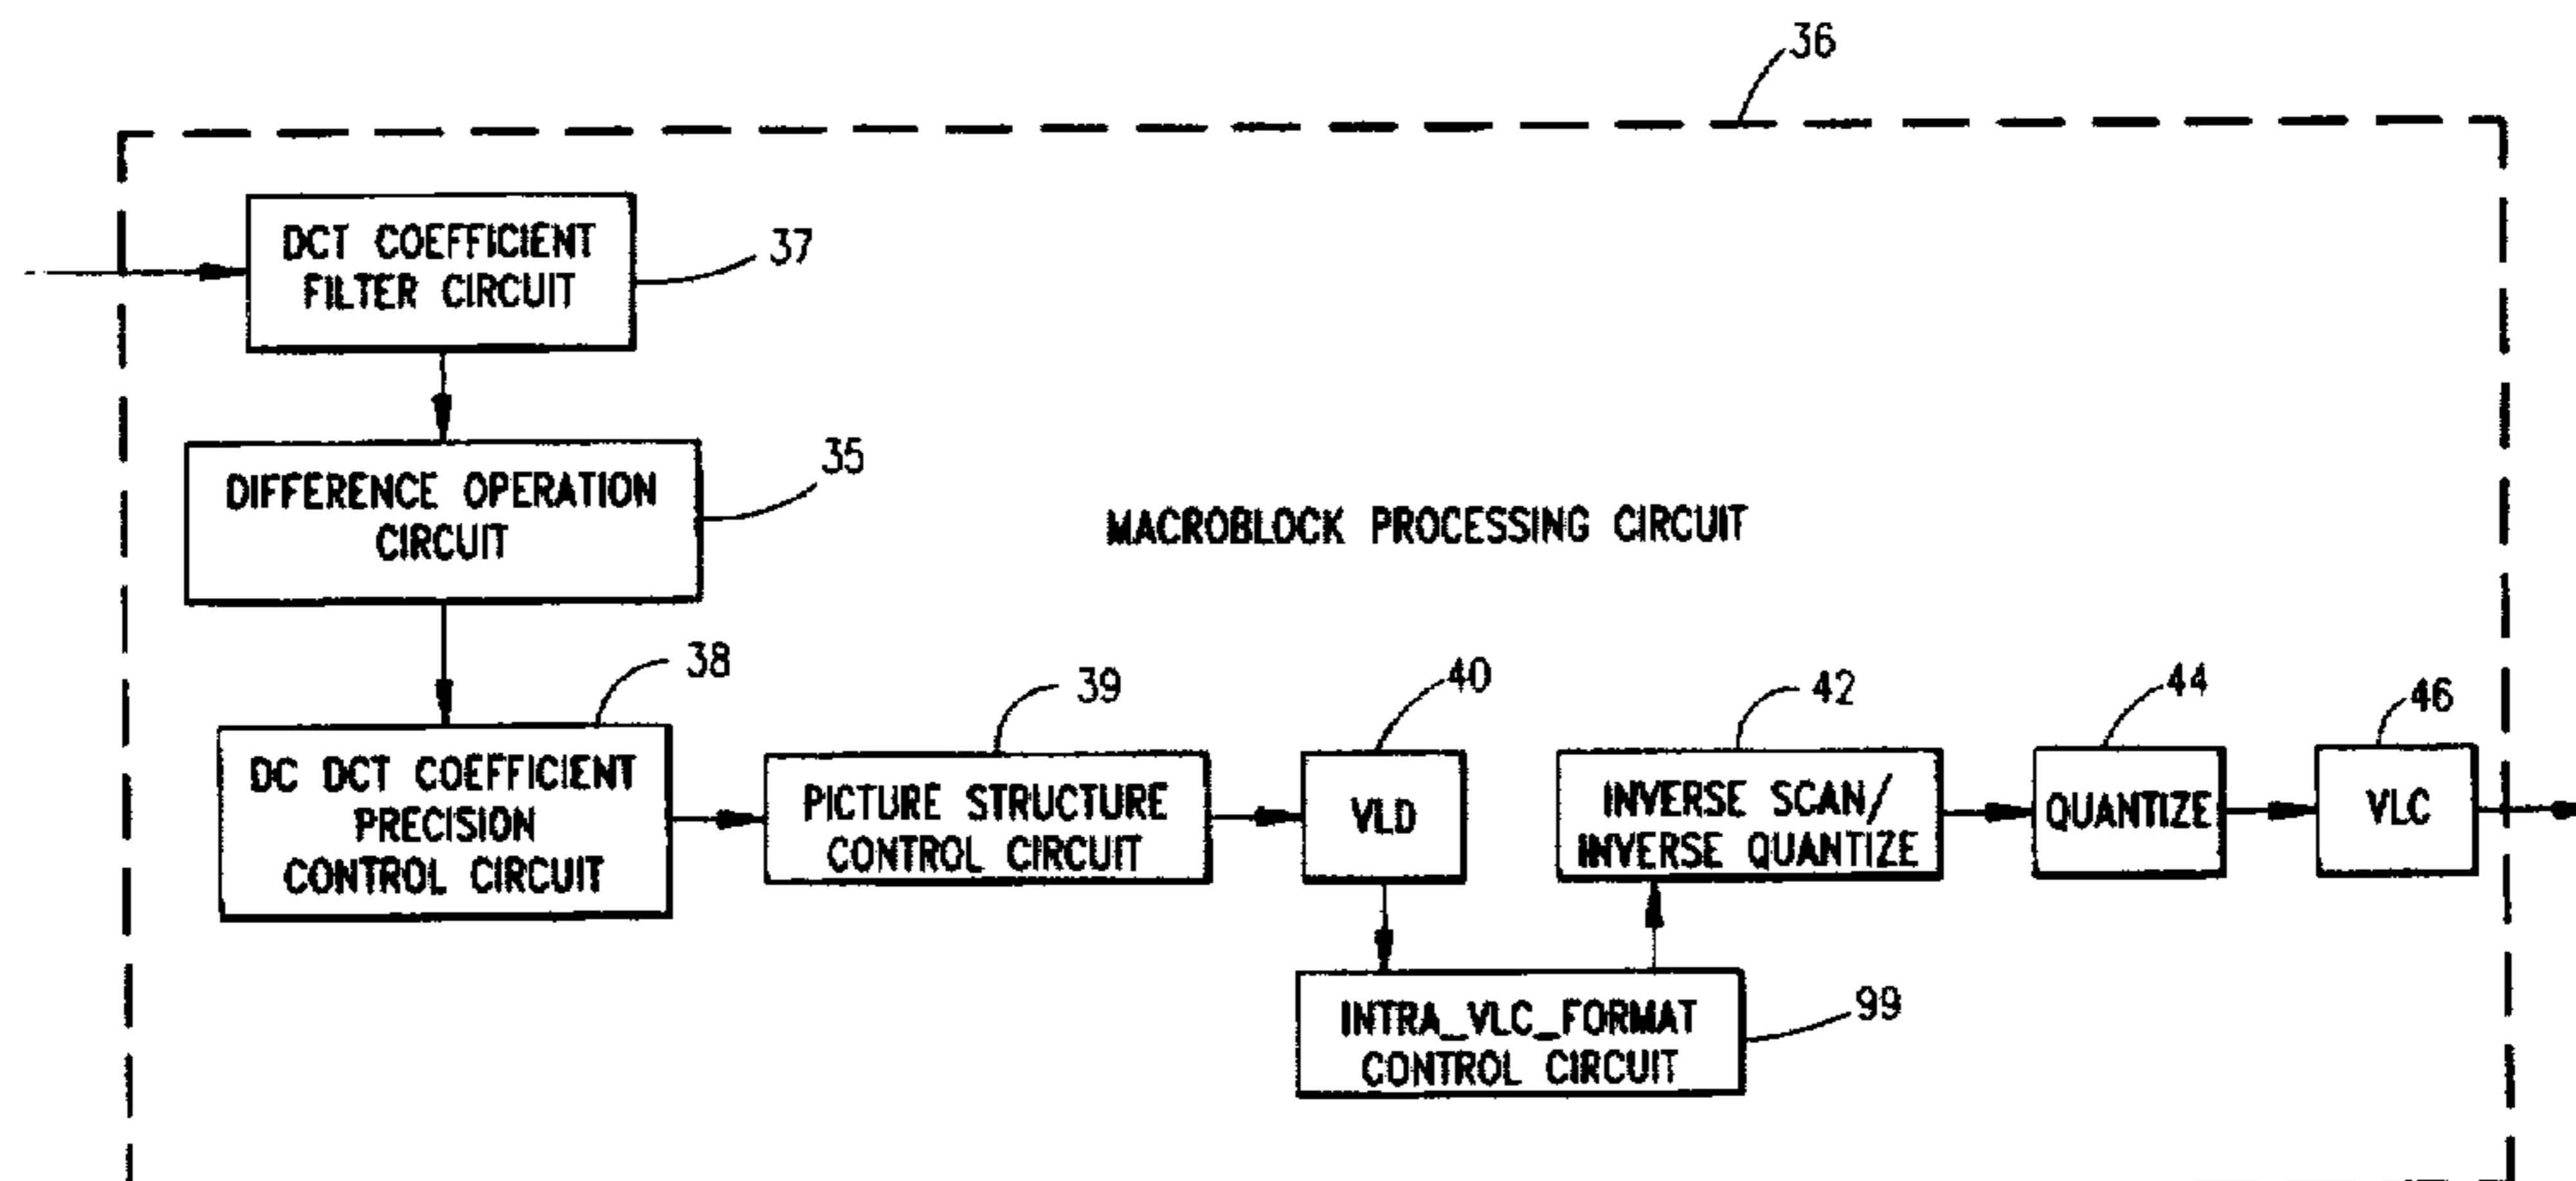 36
DCT COEFFICIENT
FILTER CIRCUIT
37
DIFFERENCE OPERATION
CIRCUIT
35
MACROBLOCK PROCESSING CIRCUIT
38
DC DCT COEFFICIENT
PRECISION
CONTROL CIRCUIT
39
PICTURE STRUCTURE
CONTROL CIRCUIT
40
VLD
42
INVERSE SCAN/
INVERSE QUANTIZE
44
QUANTIZE
46
VLC
INTRA_VLC_FORMAT
CONTROL CIRCUIT
99